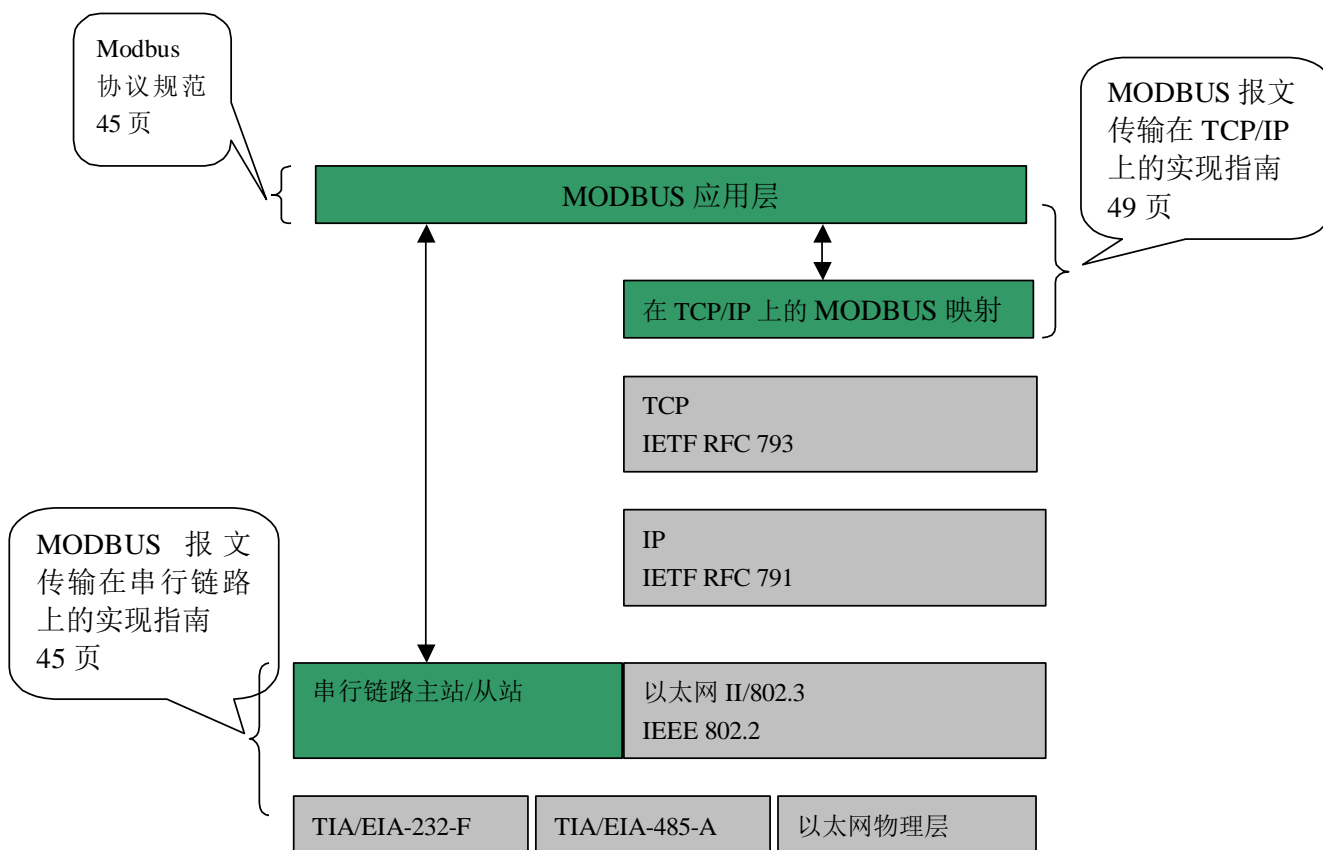 Modbus
协议规范
45 页
MODBUS 报文
传输在 TCP/IP
上的实现指南
49 页
MODBUS 应用层
在 TCP/IP 上的 MODBUS 映射
TCP
IETF RFC 793
IP
IETF RFC 791
MODBUS 报文
传输在串行链路
上的实现指南
45 页
串行链路主站/从站
以太网 II/802.3
IEEE 802.2
TIA/EIA-232-F
TIA/EIA-485-A
以太网物理层